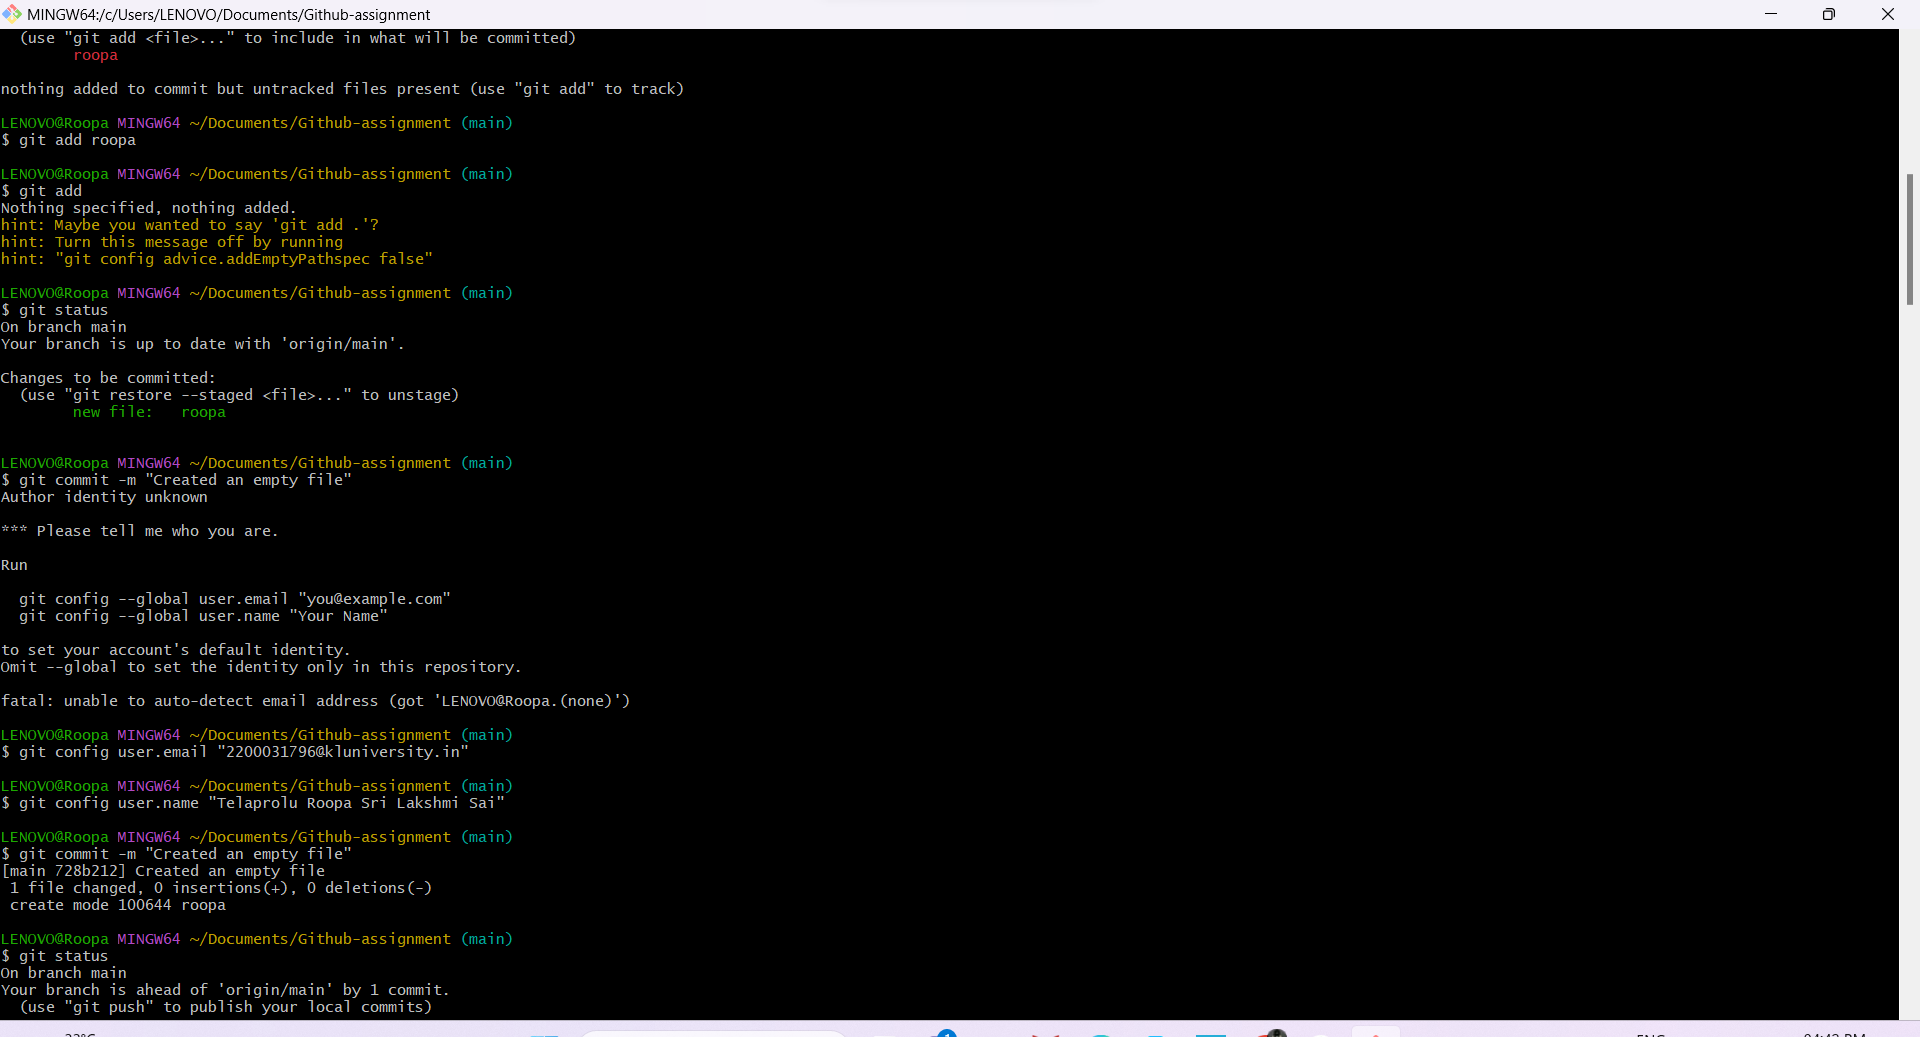 MINGW64:/c/Users/LENOVO/Documents/Github-assignment
(use "git add <file>..." to include in what will be committed)
roopa
nothing added to commit but untracked files present (use "git add" to track)
LENOVO@Roopa MINGW64 ~/Documents/Github-assignment (main)
$ git add roopa
LENOVO@Roopa MINGW64 ~/Documents/Github-assignment (main)
$ git add
Nothing specified, nothing added.
hint: Maybe you wanted to say 'git add .'?
hint: Turn this message off by running
hint: "git config advice.addEmptyPathspec false"
LENOVO@Roopa MINGW64 ~/Documents/Github-assignment (main)
$ git status
On branch main
Your branch is up to date with 'origin/main'.
Changes to be committed:
(use "git restore --staged <file>..." to unstage)
new file:   roopa
LENOVO@Roopa MINGW64 ~/Documents/Github-assignment (main)
$ git commit -m "Created an empty file"
Author identity unknown
*** Please tell me who you are.
Run
git config --global user.email "you@example.com"
git config --global user.name "Your Name"
to set your account's default identity.
Omit --global to set the identity only in this repository.
fatal: unable to auto-detect email address (got 'LENOVO@Roopa.(none)')
LENOVO@Roopa MINGW64 ~/Documents/Github-assignment (main)
$ git config user.email "2200031796@kluniversity.in"
LENOVO@Roopa MINGW64 ~/Documents/Github-assignment (main)
$ git config user.name "Telaprolu Roopa Sri Lakshmi Sai"
LENOVO@Roopa MINGW64 ~/Documents/Github-assignment (main)
$ git commit -m "Created an empty file"
[main 728b212] Created an empty file
1 file changed, 0 insertions(+), 0 deletions(-)
create mode 100644 roopa
LENOVO@Roopa MINGW64 ~/Documents/Github-assignment (main)
$ git status
On branch main
Your branch is ahead of 'origin/main' by 1 commit.
(use "git push" to publish your local commits)